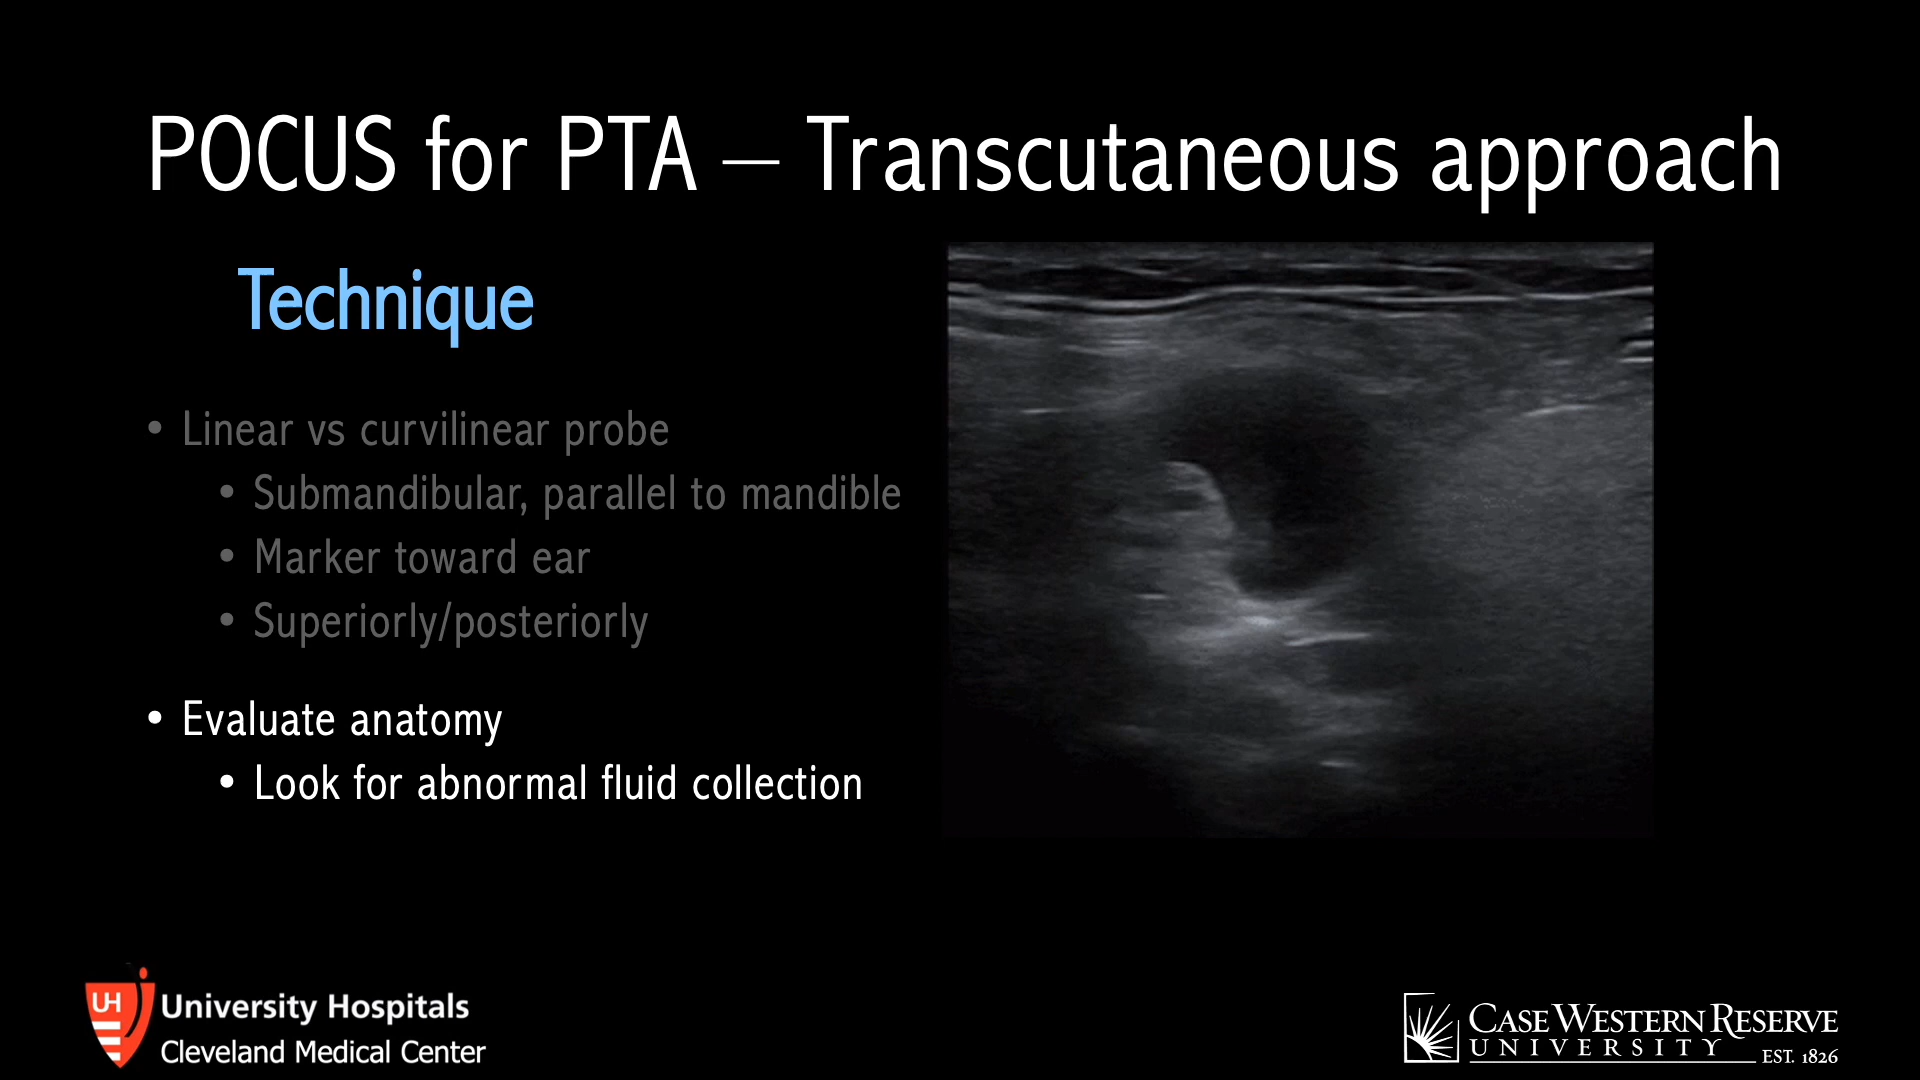 POCUS for PTA – Transcutaneous approach
Technique
• Linear vs curvilinear probe
• Submandibular, parallel to mandible
• Marker toward ear
• Superiorly/posteriorly
• Evaluate anatomy
• Look for abnormal fluid collection
UH
University Hospitals
Cleveland Medical Center
CASE WESTERN RESERVE
UNIVERSITY
EST. 1826